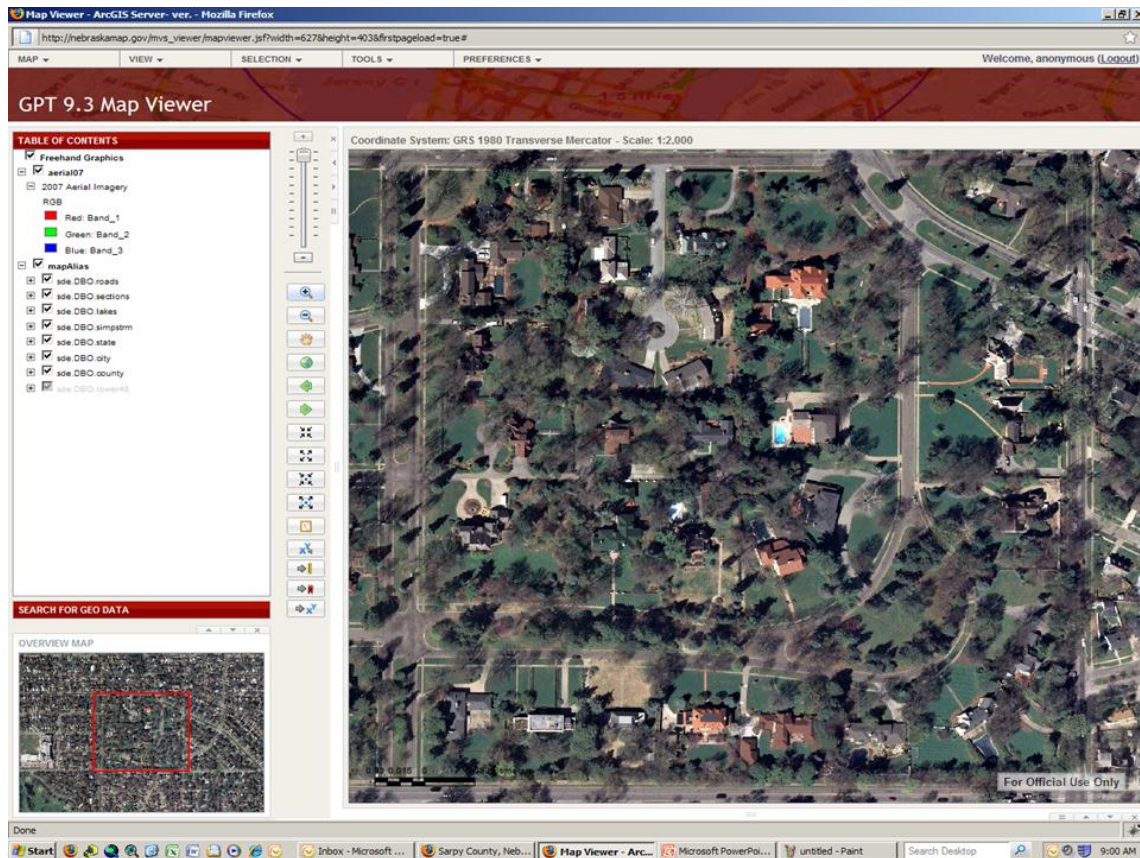 Map Viewer - ArcGIS Server- ver. - Mozilla Firefox
http://nebraskamap.gov/mvs_viewer/mapviewer.jsf?width=627&height=403&firstpageload=true#
MAP VIEW SELECTION TOOLS PREFERENCES Welcome, anonymous (Logout)
GPT 9.3 Map Viewer
TABLE OF CONTENTS
Freehand Graphics
aerial07
2007 Aerial Imagery
RGB
Red: Band_1
Green: Band_2
Blue: Band_3
mapAlias
sde.DBO.roads
sde.DBO.sections
sde.DBO.lakes
sde.DBO.simpstrm
sde.DBO.state
sde.DBO.city
sde.DBO.county
sde.DBO.lower48
Coordinate System: GRS 1980 Transverse Mercator - Scale: 1:2,000
SEARCH FOR GEO DATA
OVERVIEW MAP
For Official Use Only
Done
Start Inbox - Microsoft ... Sarpy County, Neb... Map Viewer - Arc... Microsoft PowerPoi... untitled - Paint Search Desktop 9:00 AM